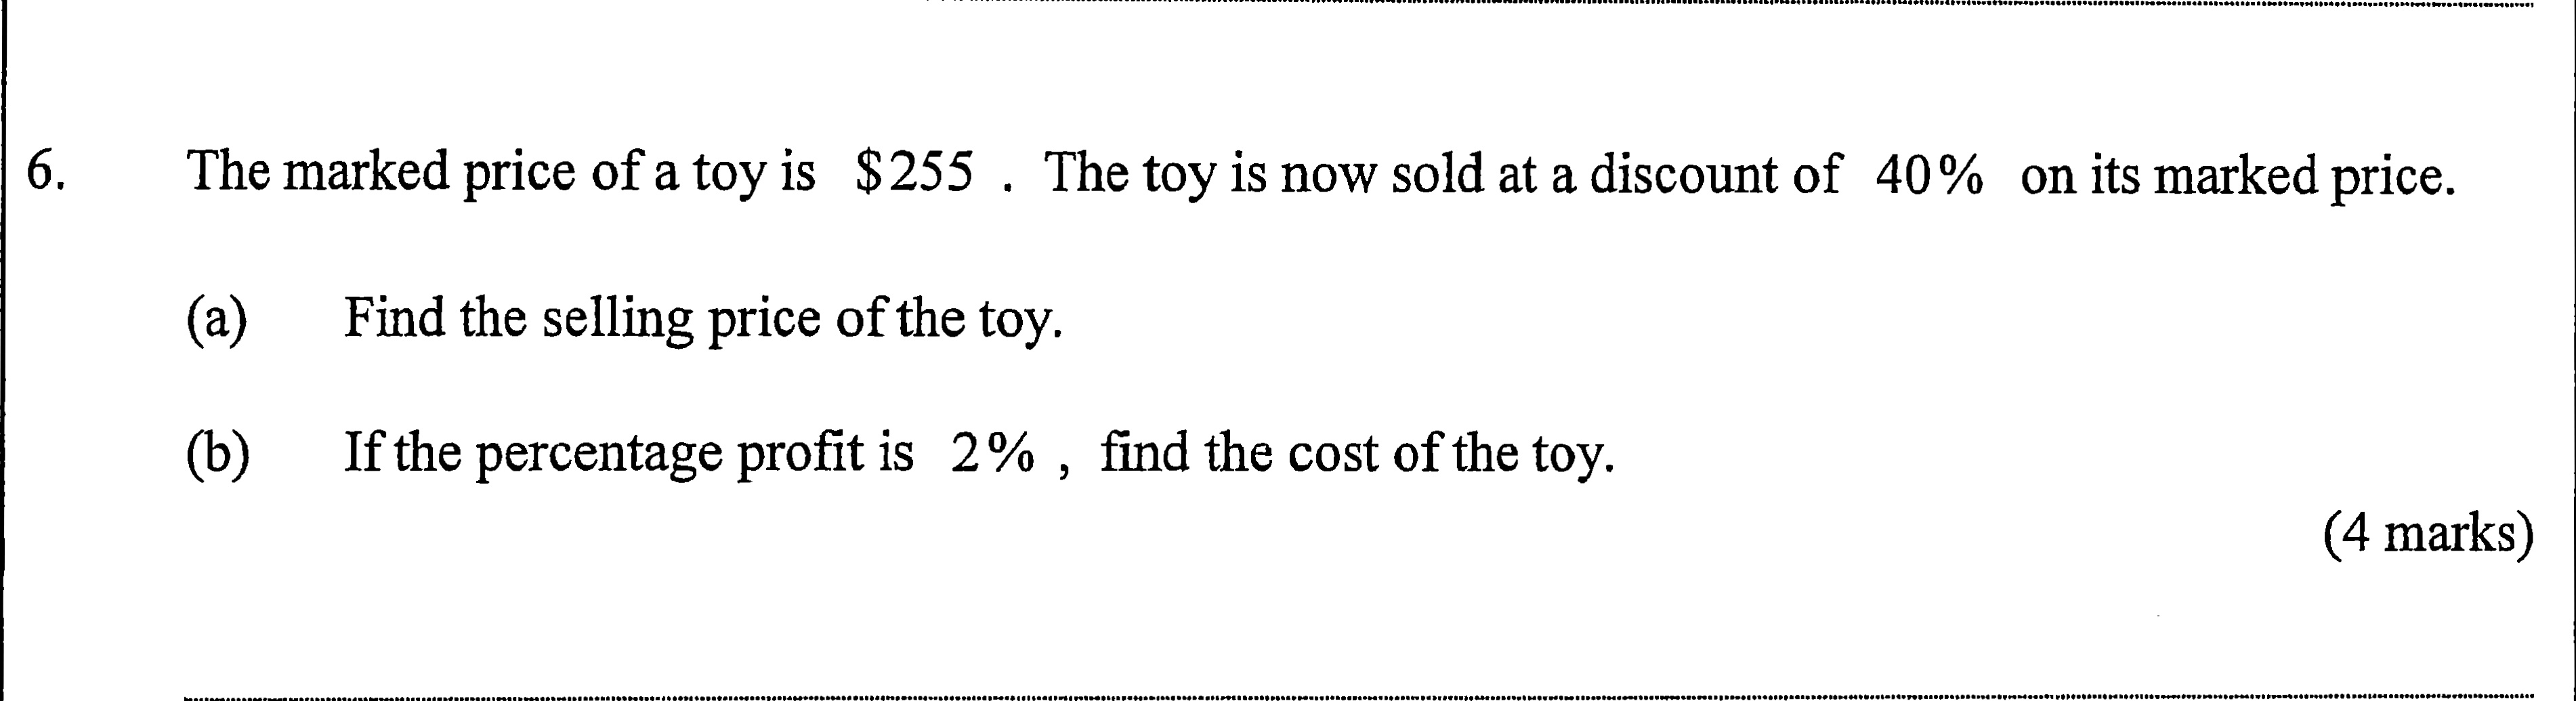 6. The marked price of a toy is $255 . The toy is now sold at a discount of 40% on its marked price.
(a) Find the selling price of the toy.
(b) If the percentage profit is 2% , find the cost of the toy.
(4 marks)